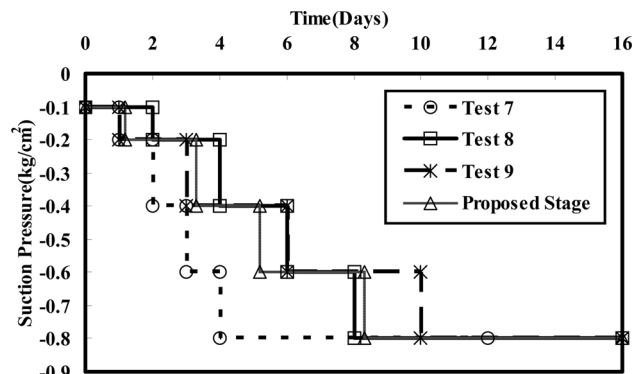 Time(Days)
0 2 4 6 8 10 12 14 16
0
-0.1
-0.2
-0.3
-0.4
-0.5
-0.6
-0.7
-0.8
-0.9
Suction Pressure(kg/cm²)
Test 7
Test 8
Test 9
Proposed Stage